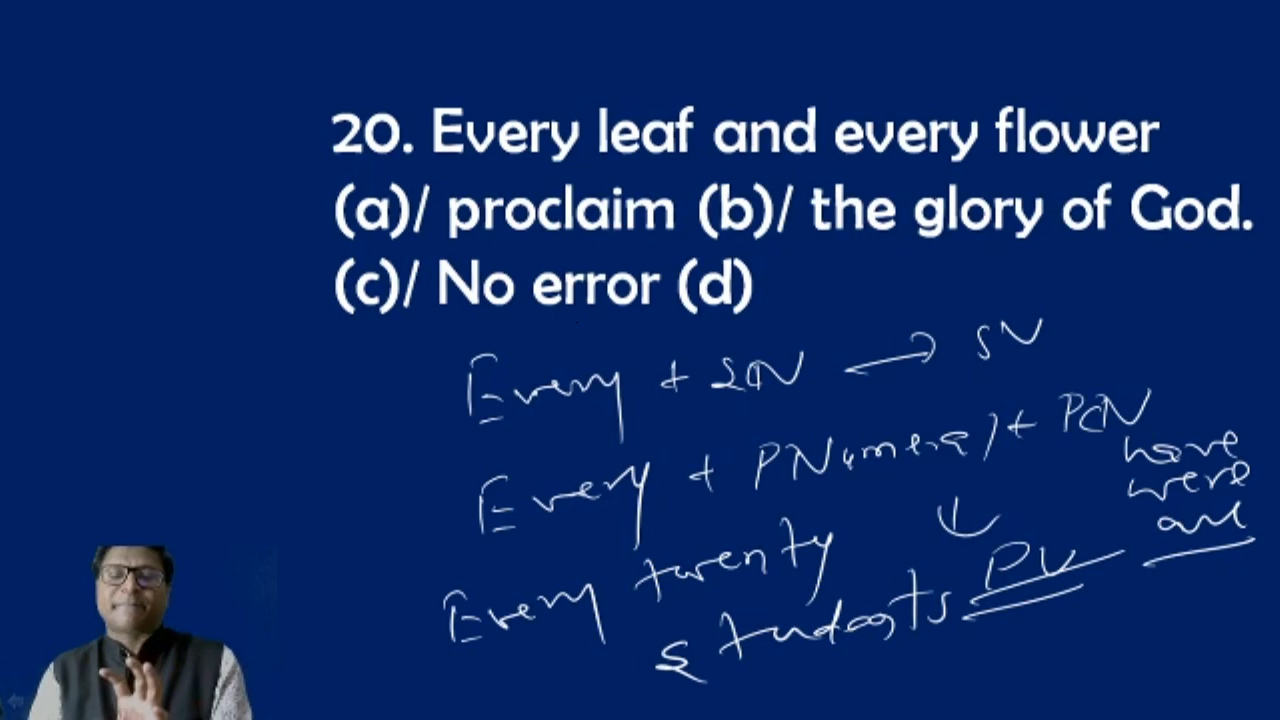 20. Every leaf and every flower
(a)/ proclaim (b)/ the glory of God.
(c)/ No error (d)
Every + SCN → SV
Every + PNumeral + PCN
have
were
are
↓ PV
Every twenty
students